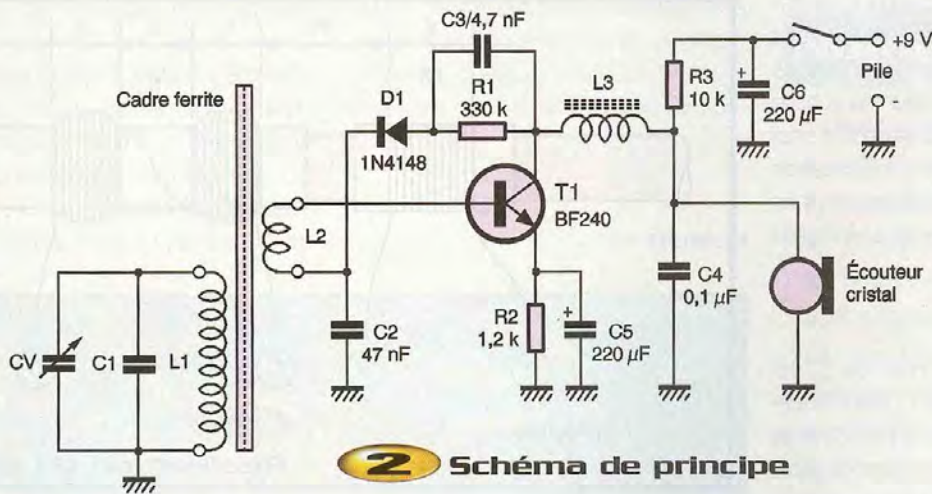 C3/4,7 nF
R1
330 k
D1
1N4148
Cadre ferrite
L3
R3
10 k
+
C6
220 µF
+9 V
Pile
-
T1
BF240
L2
C2
47 nF
R2
1,2 k
+
C5
220 µF
C4
0,1 µF
Écouteur
cristal
CV
C1
L1
2 Schéma de principe